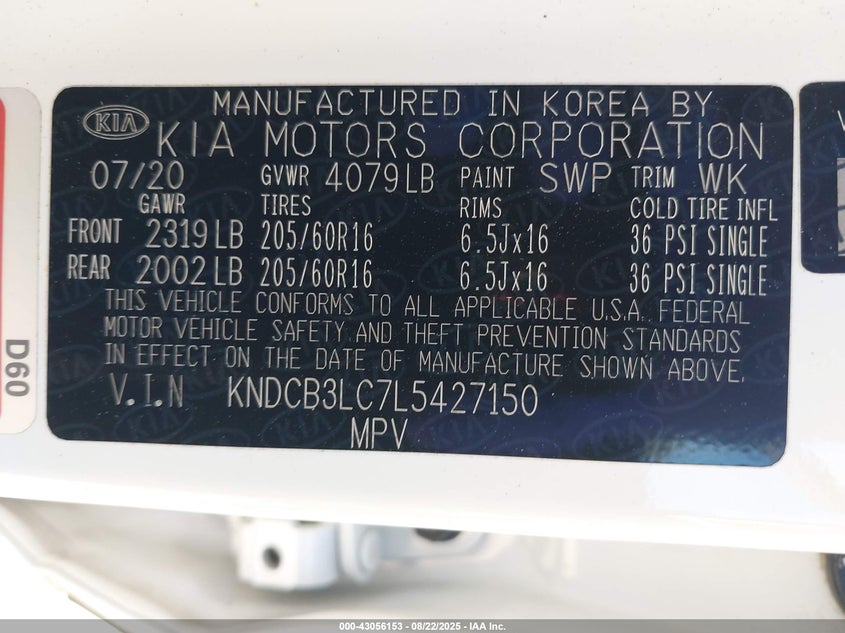 MANUFACTURED IN KOREA BY
KIA KIA MOTORS CORPORATION
07/20 GVWR 4079LB PAINT SWP TRIM WK
GAWR TIRES RIMS COLD TIRE INFL
FRONT 2319LB 205/60R16 6.5Jx16 36 PSI SINGLE
REAR 2002LB 205/60R16 6.5Jx16 36 PSI SINGLE
THIS VEHICLE CONFORMS TO ALL APPLICABLE U.S.A. FEDERAL
MOTOR VEHICLE SAFETY AND THEFT PREVENTION STANDARDS
IN EFFECT ON THE DATE OF MANUFACTURE SHOWN ABOVE.
V.I.N KNDCB3LC7L5427150
MPV
D60
000-43056153 - 08/22/2025 - IAA Inc.